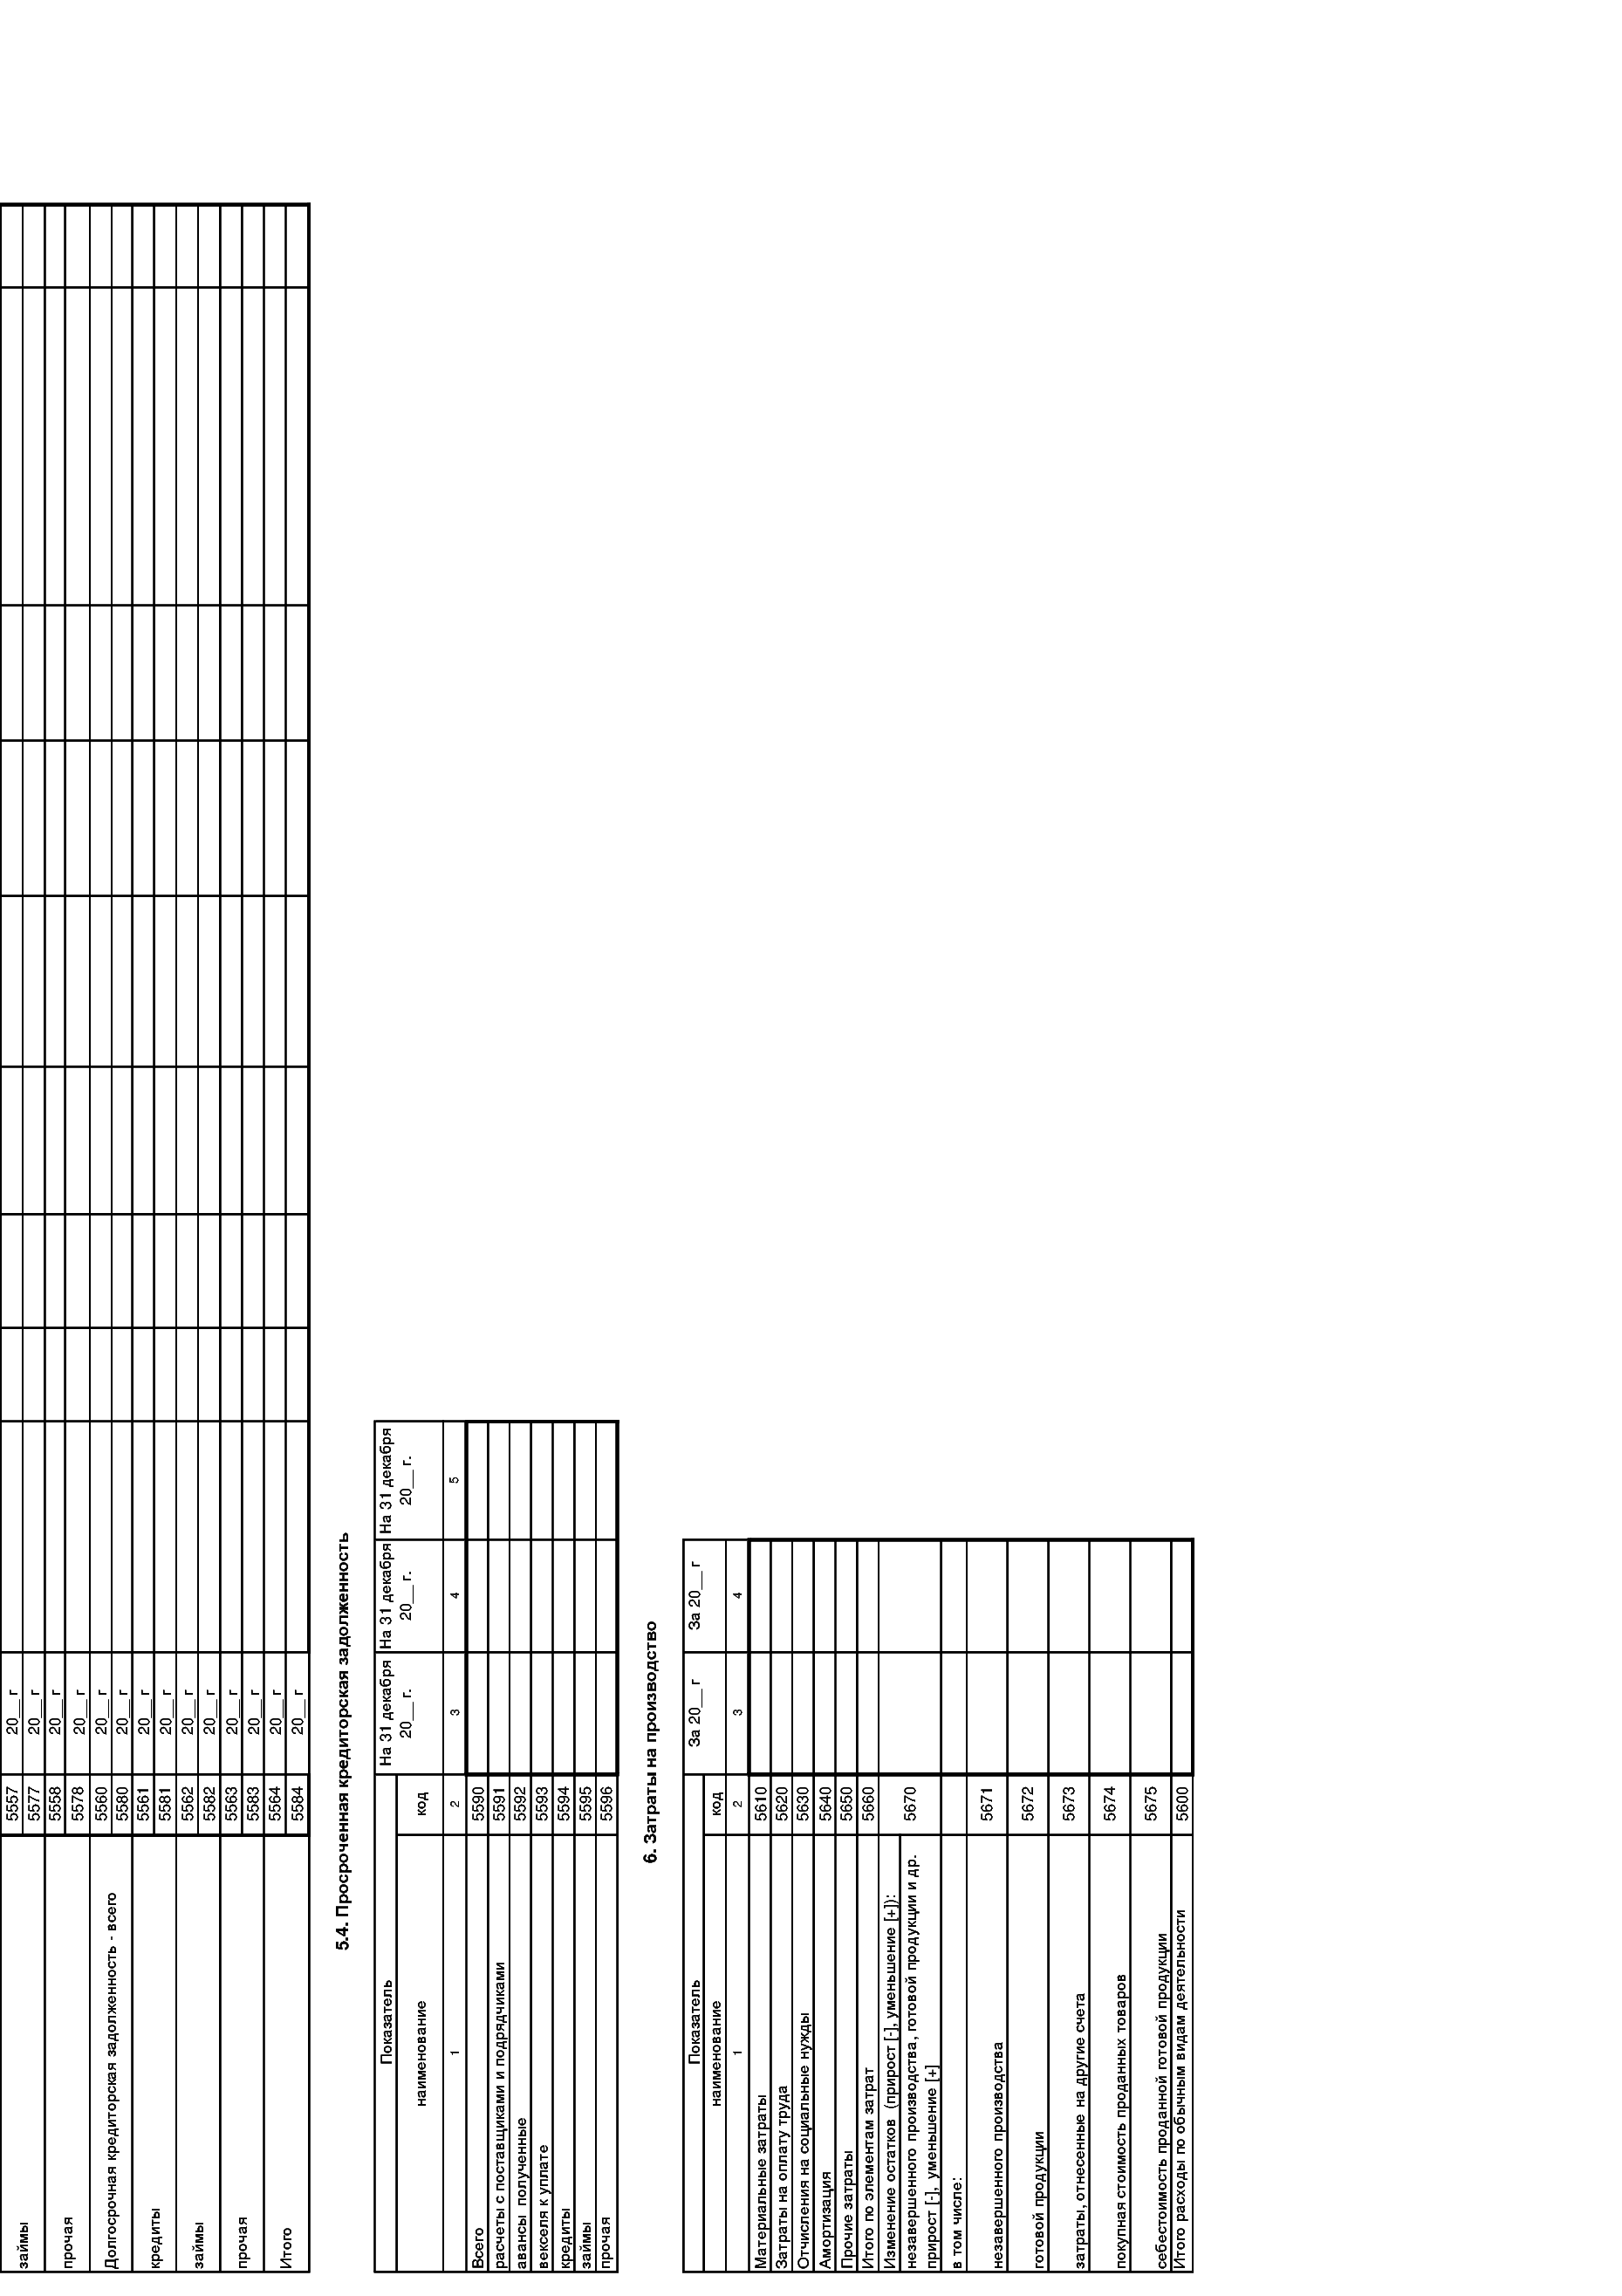 займы 5557 20__ г
5577 20__ г
прочая 5558 20__ г
5578 20__ г
Долгосрочная кредиторская задолженность - всего 5560 20__ г
5580 20__ г
кредиты 5561 20__ г
5581 20__ г
займы 5562 20__ г
5582 20__ г
прочая 5563 20__ г
5583 20__ г
Итого 5564 20__ г
5584 20__ г
5.4. Просроченная кредиторская задолженность
Показатель На 31 декабря На 31 декабря На 31 декабря
наименование код 20__ г. 20__ г. 20__ г.
1 2 3 4 5
Всего 5590
расчеты с поставщиками и подрядчиками 5591
авансы полученные 5592
векселя к уплате 5593
кредиты 5594
займы 5595
прочая 5596
6. Затраты на производство
Показатель За 20__ г За 20__ г
наименование код
1 2 3 4
Материальные затраты 5610
Затраты на оплату труда 5620
Отчисления на социальные нужды 5630
Амортизация 5640
Прочие затраты 5650
Итого по элементам затрат 5660
Изменение остатков (прирост [-], уменьшение [+]):
незавершенного производства, готовой продукции и др. 5670
прирост [-], уменьшение [+]
в том числе:
незавершенного производства 5671
готовой продукции 5672
затраты, отнесенные на другие счета 5673
покупная стоимость проданных товаров 5674
себестоимость проданной готовой продукции 5675
Итого расходы по обычным видам деятельности 5600